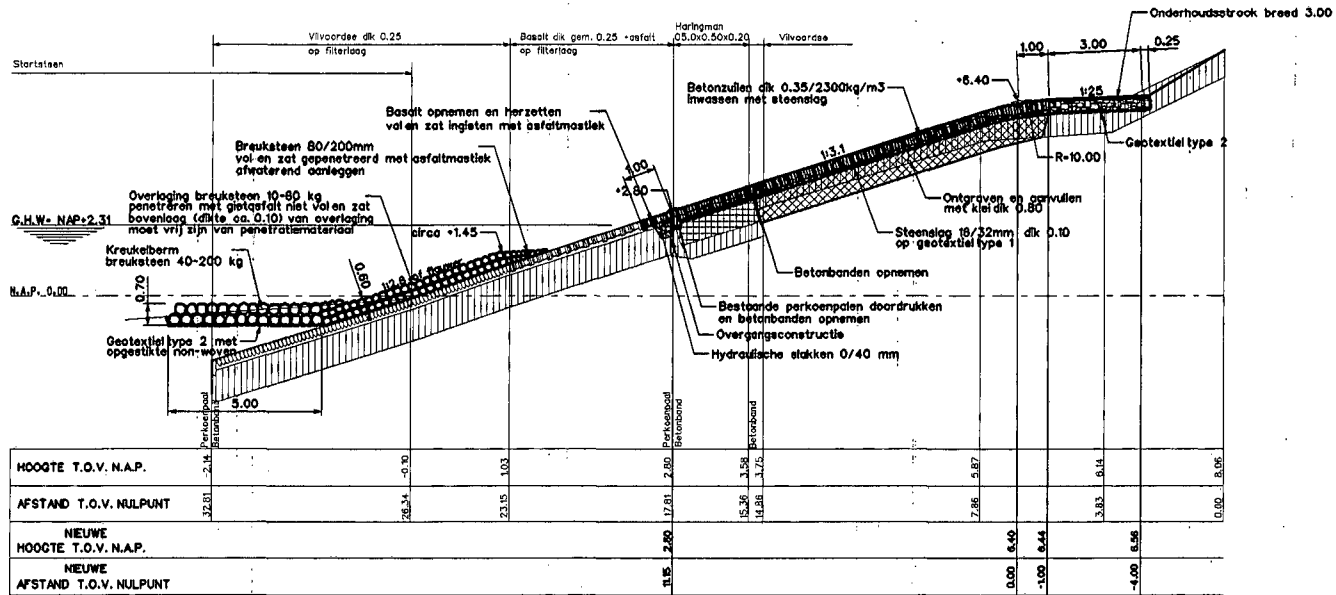 Onderhoudsstrook breed 3.00
Haringman
05.0x0.50x0.20
Vilvoordse dik 0.25
op filterlaag
Basalt dik gem. 0.25 +asfalt
op filterlaag
Vilvoordse
1.00
3.00
0.25
Startsteen
+6.40
1:25
Betonzuilen dik 0.35/2300kg/m3
inwassen met steenslag
Basalt opnemen en herzetten
vol en zat ingieten met asfaltmastiek
Geotextiel type 2
Breuksteen 80/200mm
vol en zat gepenetreerd met asfaltmastiek
afwaterend aanleggen
1:3.1
R=10.00
1.00
+2.80
Overlaging breuksteen 10-80 kg
penetreren met gietasfalt niet vol en zat
bovenlaag (dikte ca. 0.10) van overlaging
moet vrij zijn van penetratiemateriaal
Ontgraven en aanvullen
met klei dik 0.80
G.H.W= NAP+2.31
circa +1.45
Steenslag 16/32mm dik 0.10
op geotextiel type 1
Kreukelberm
breuksteen 40-200 kg
0.60
Betonbanden opnemen
N.A.P. 0.00
0.70
Bestaande perkoenpalen doordrukken
en betonbanden opnemen
Overgangsconstructie
Geotextiel type 2 met
opgestikte non-woven
Hydraulische slakken 0/40 mm
5.00
Perkoenpaal
Betonband
Perkoenpaal
Betonband
Betonband
HOOGTE T.O.V. N.A.P. -2.14 -0.10 1.03 2.80 3.58 3.75 5.87 6.14 8.06
AFSTAND T.O.V. NULPUNT 32.81 26.34 23.15 17.81 15.36 14.86 7.86 3.83 0.00
NIEUWE
HOOGTE T.O.V. N.A.P. 2.80 6.40 6.44 6.56
NIEUWE
AFSTAND T.O.V. NULPUNT 11.15 0.00 -1.00 -4.00